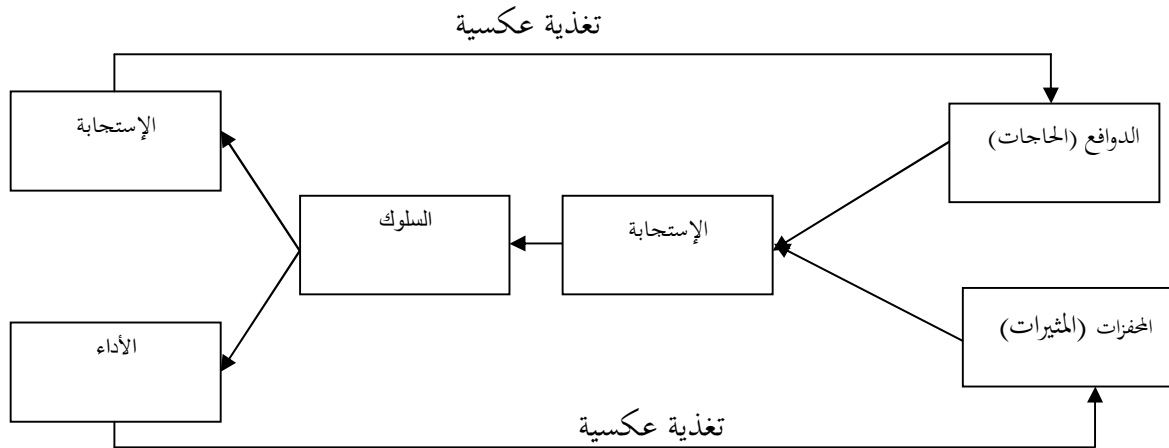 تغذية عكسية
الدوافع (الحاجات)
الإستجابة
السلوك
الإستجابة
المحفزات (المثيرات)
الأداء
تغذية عكسية